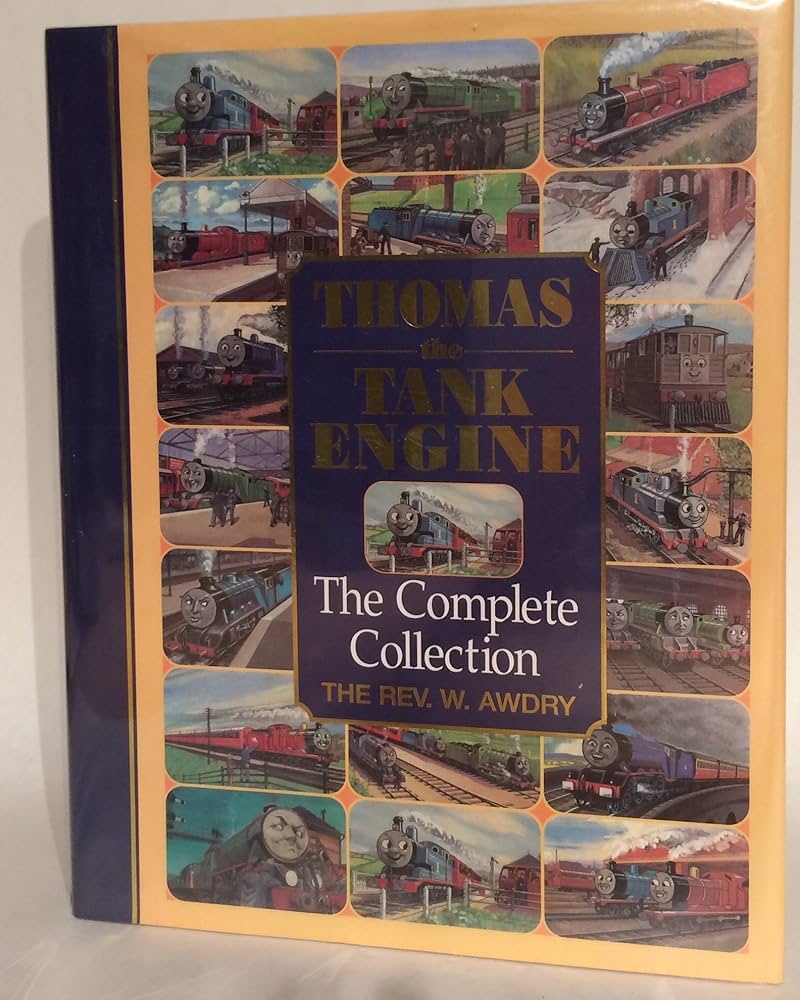 THOMAS
the
TANK
ENGINE
The Complete
Collection
THE REV. W. AWDRY